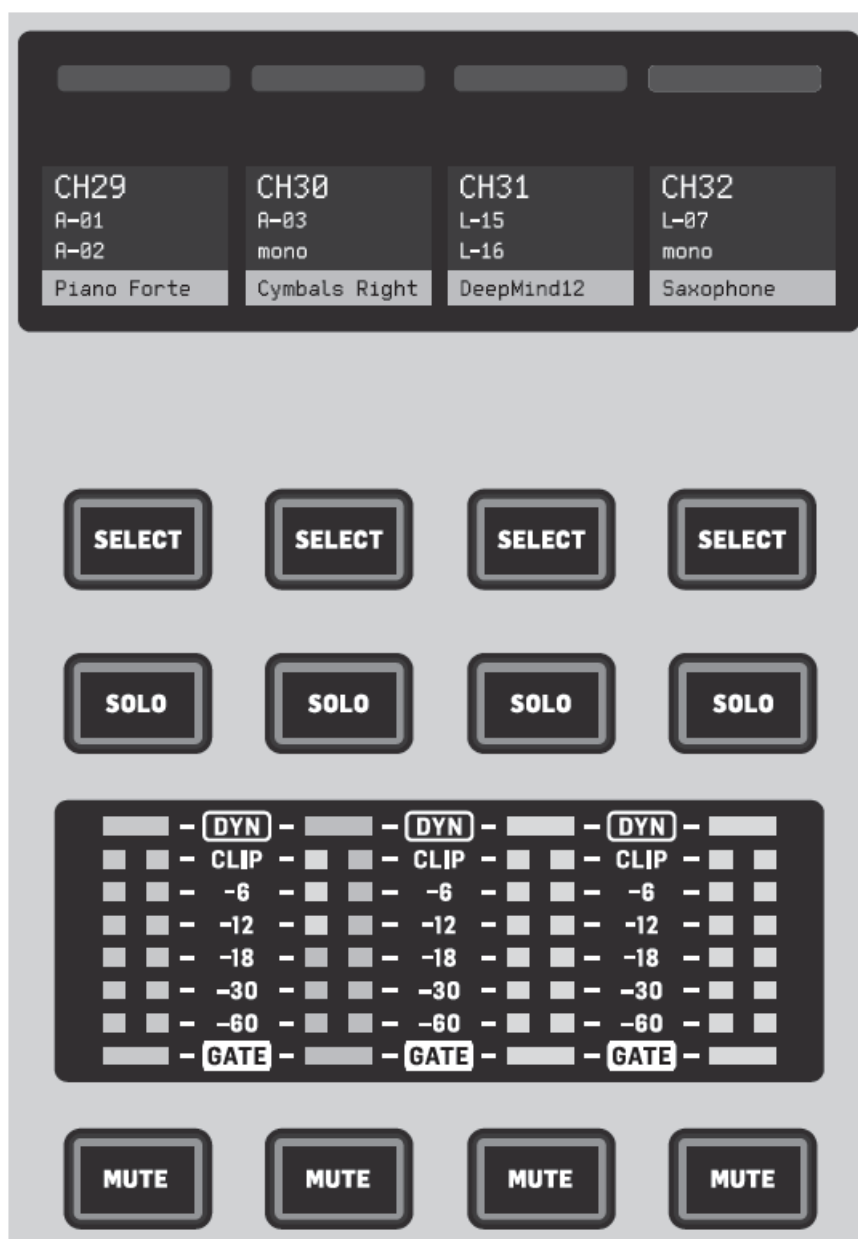 CH29 CH30 CH31 CH32
A-01 A-03 L-15 L-07
A-02 mono L-16 mono
Piano Forte Cymbals Right DeepMind12 Saxophone
SELECT SELECT SELECT SELECT
SOLO SOLO SOLO SOLO
DYN DYN DYN
CLIP CLIP CLIP
-6 -6 -6
-12 -12 -12
-18 -18 -18
-30 -30 -30
-60 -60 -60
GATE GATE GATE
MUTE MUTE MUTE MUTE